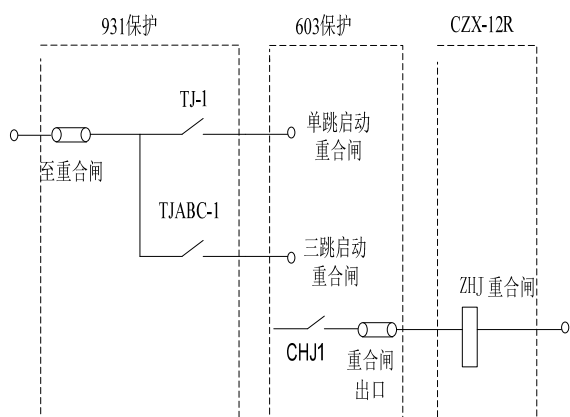 931保护
603保护
CZX-12R
TJ-1
单跳启动
重合闸
至重合闸
TJABC-1
三跳启动
重合闸
ZHJ 重合闸
CHJ1
重合闸
出口